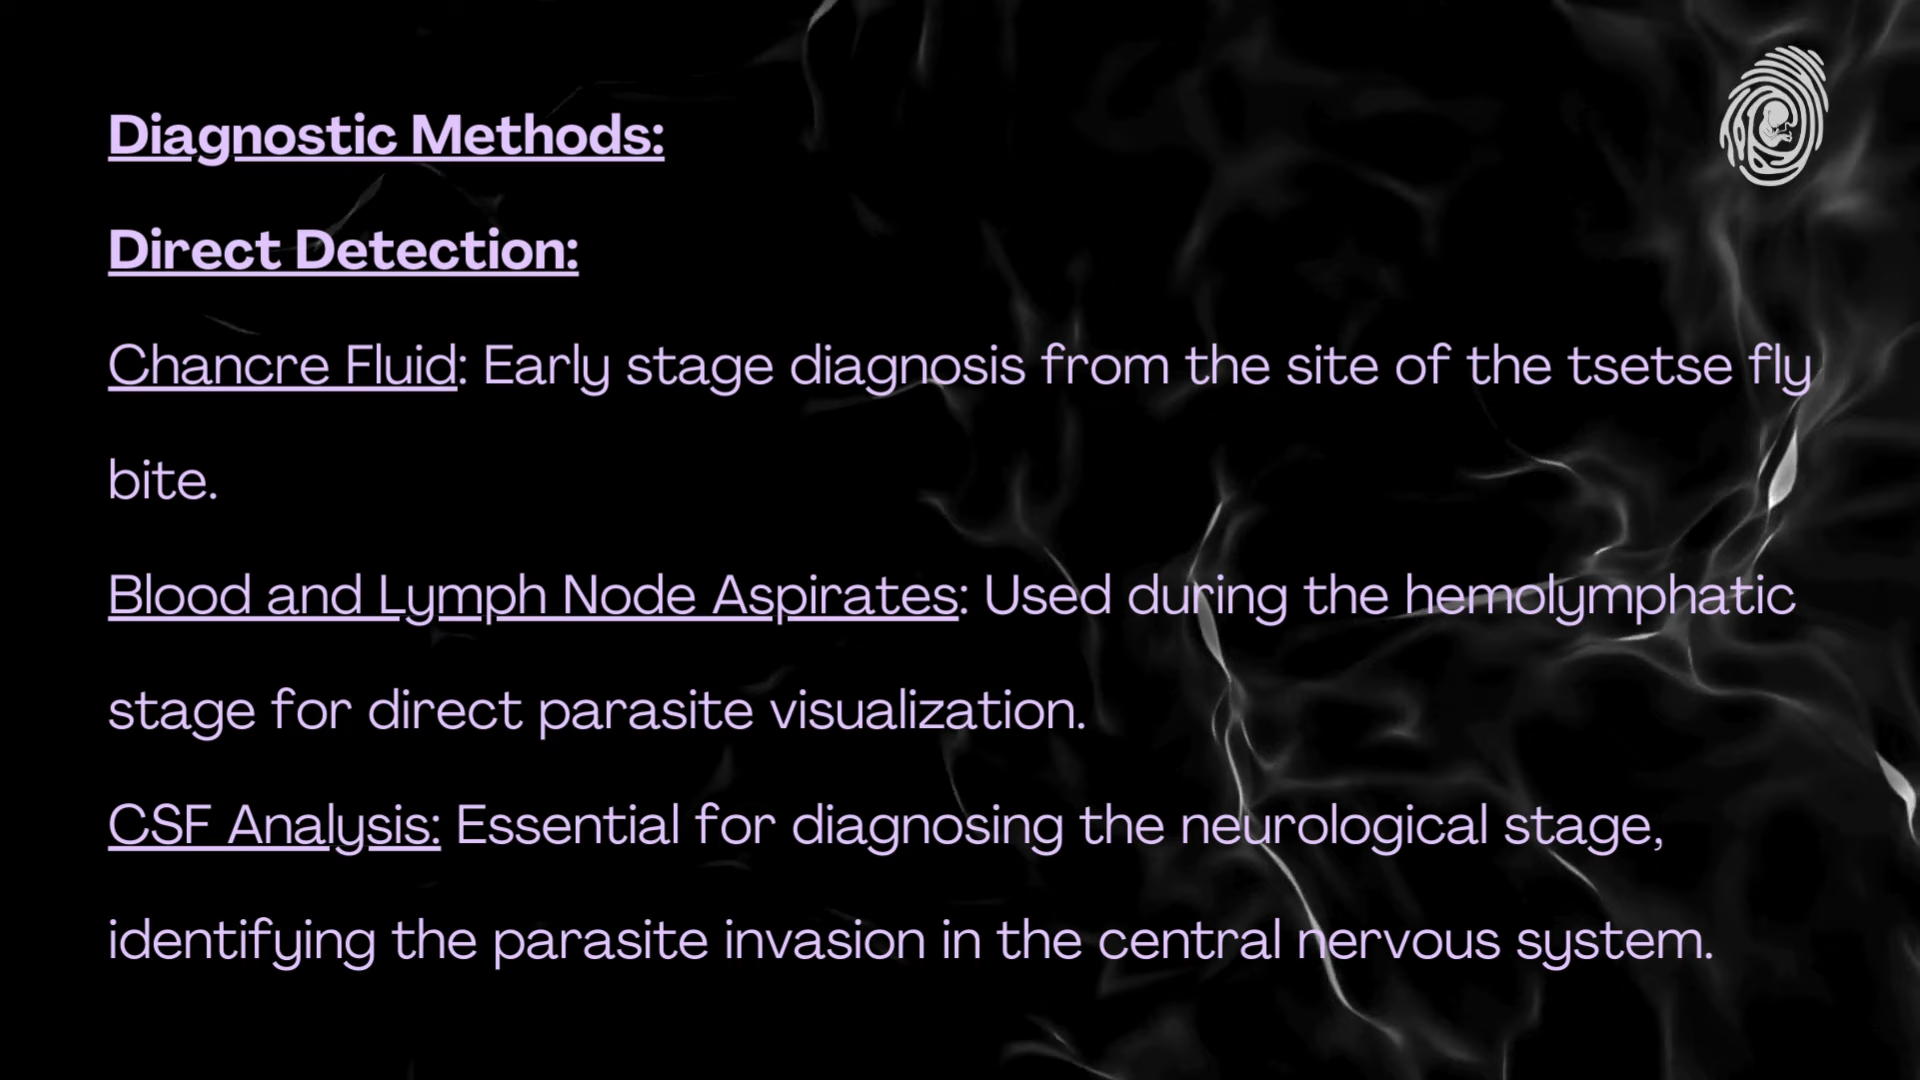 Diagnostic Methods:
Direct Detection:
Chancre Fluid: Early stage diagnosis from the site of the tsetse fly
bite.
Blood and Lymph Node Aspirates: Used during the hemolymphatic
stage for direct parasite visualization.
CSF Analysis: Essential for diagnosing the neurological stage,
identifying the parasite invasion in the central nervous system.